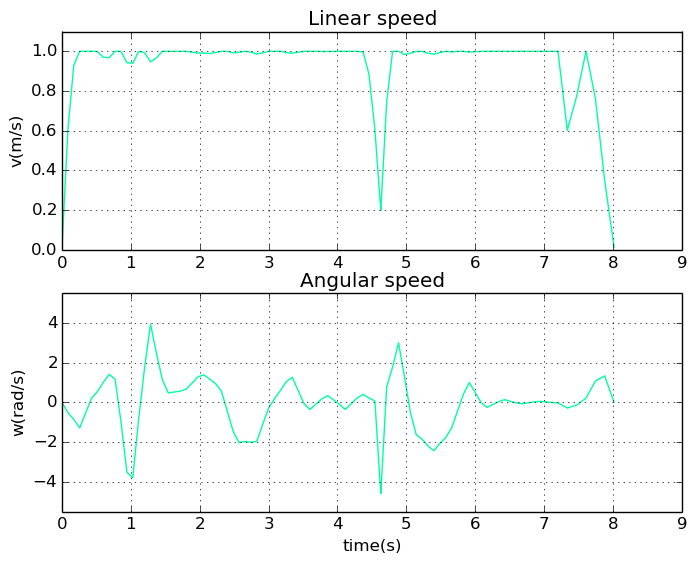 Linear speed
v(m/s)
1.0
0.8
0.6
0.4
0.2
0.0
0 1 2 3 4 5 6 7 8 9
Angular speed
w(rad/s)
4
2
0
−2
−4
0 1 2 3 4 5 6 7 8 9
time(s)